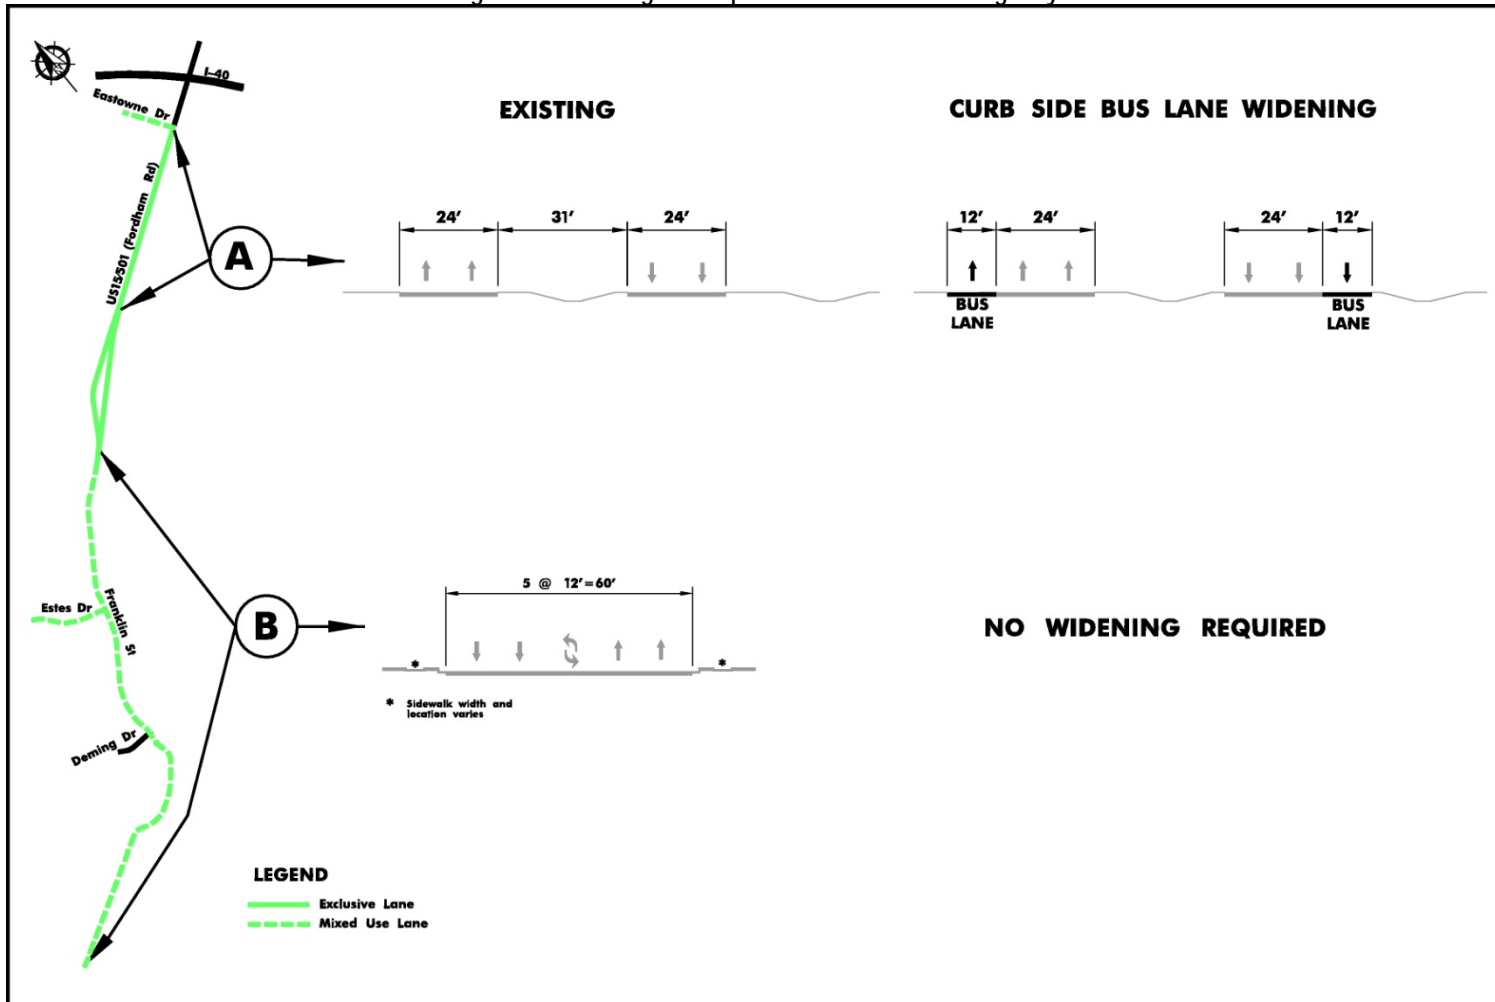 I-40
Eastowne Dr
EXISTING
CURB SIDE BUS LANE WIDENING
US15/501 (Fordham Rd)
A
24' 31' 24'
12' 24' 24' 12'
BUS
LANE
BUS
LANE
Estes Dr
Franklin St
B
5 @ 12'=60'
NO WIDENING REQUIRED
* *
* Sidewalk width and
location varies
Deming Dr
LEGEND
Exclusive Lane
Mixed Use Lane